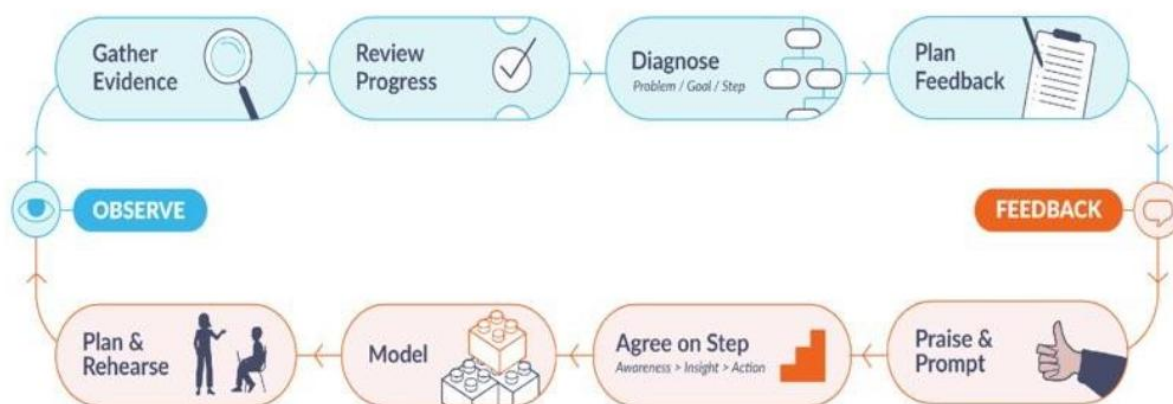 Gather
Evidence
Review
Progress
Diagnose
Problem / Goal / Step
Plan
Feedback
OBSERVE
FEEDBACK
Plan &
Rehearse
Model
Agree on Step
Awareness > Insight > Action
Praise &
Prompt